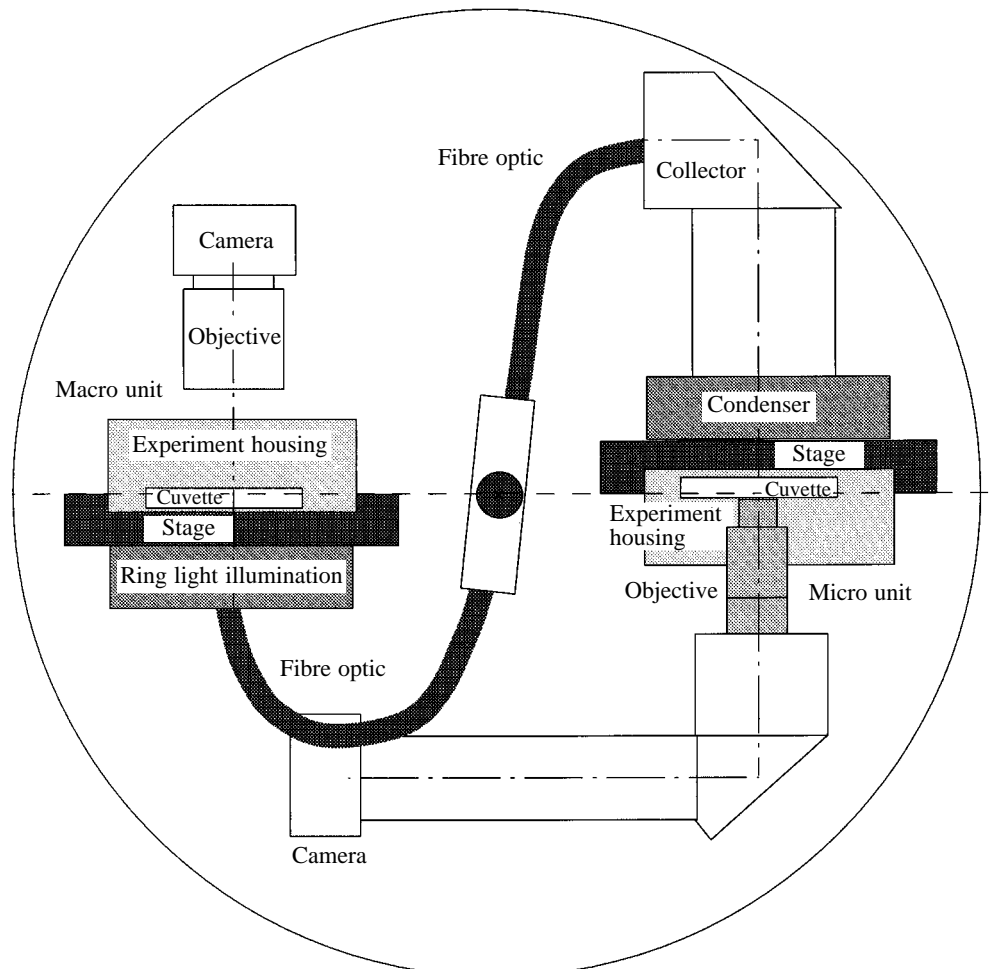 Fibre optic
Collector
Camera
Objective
Macro unit
Condenser
Experiment housing
Stage
Cuvette
Cuvette
Stage
Experiment
housing
Ring light illumination
Objective
Micro unit
Fibre optic
Camera